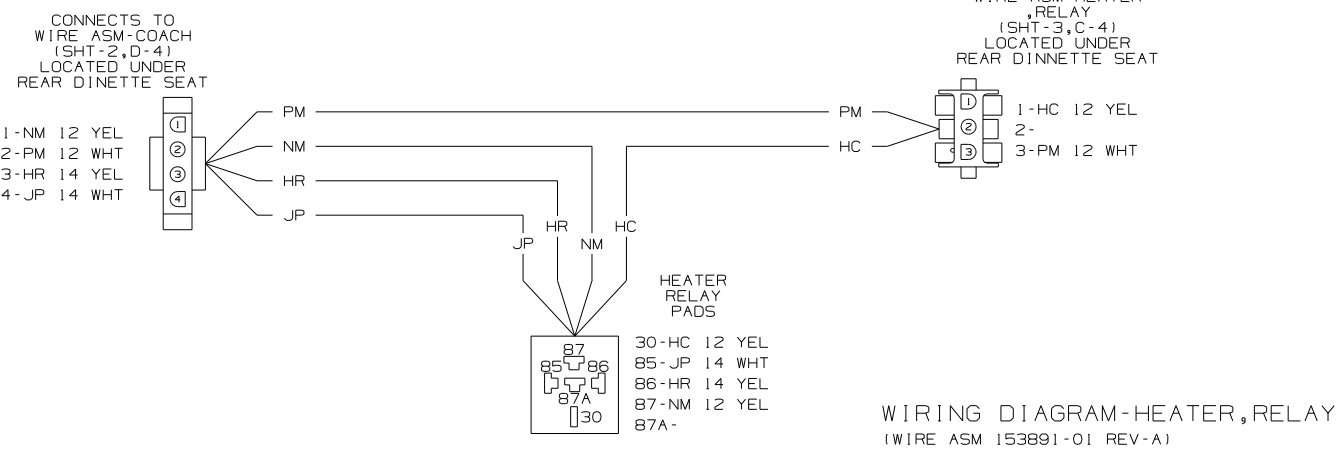 CONNECTS TO
WIRE ASM-COACH
(SHT-2,D-4)
LOCATED UNDER
REAR DINETTE SEAT
1-NM 12 YEL
2-PM 12 WHT
3-HR 14 YEL
4-JP 14 WHT
1
2
3
4
PM
NM
HR
JP
PM
HC
WIRE ASM-HEATER
,RELAY
(SHT-3,C-4)
LOCATED UNDER
REAR DINNETTE SEAT
1
2
3
1-HC 12 YEL
2-
3-PM 12 WHT
JP
HR
NM
HC
HEATER
RELAY
PADS
87
85
86
87A
30
30-HC 12 YEL
85-JP 14 WHT
86-HR 14 YEL
87-NM 12 YEL
87A-
WIRING DIAGRAM-HEATER,RELAY
(WIRE ASM 153891-01 REV-A)